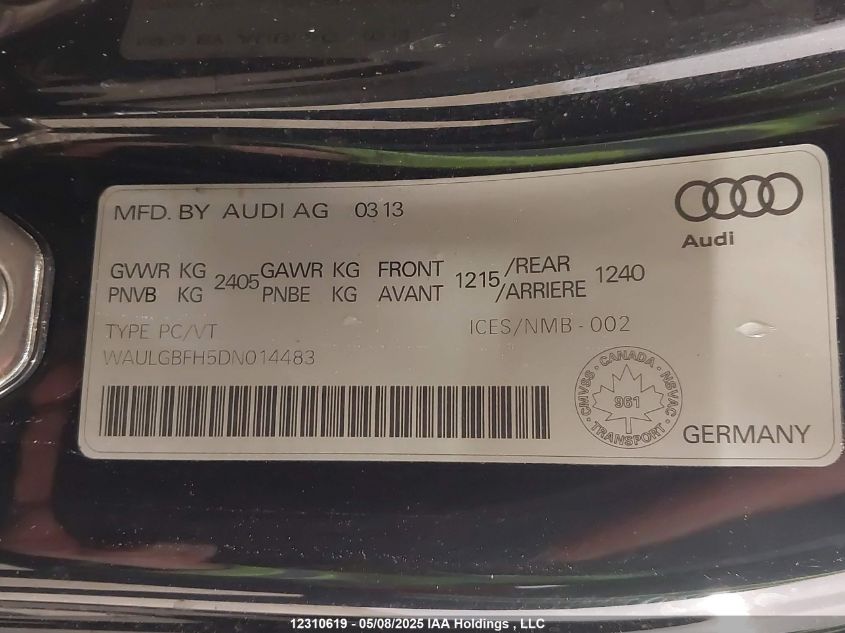 MFD. BY AUDI AG 03 13
Audi
GVWR KG 2405 GAWR KG FRONT 1215 /REAR 1240
PNVB KG PNBE KG AVANT /ARRIERE
TYPE PC/VT ICES/NMB-002
WAULGBFH5DN014483
CMVSS - CANADA - NSVAC
961
TRANSPORT
GERMANY
12310619 - 05/08/2025 IAA Holdings , LLC